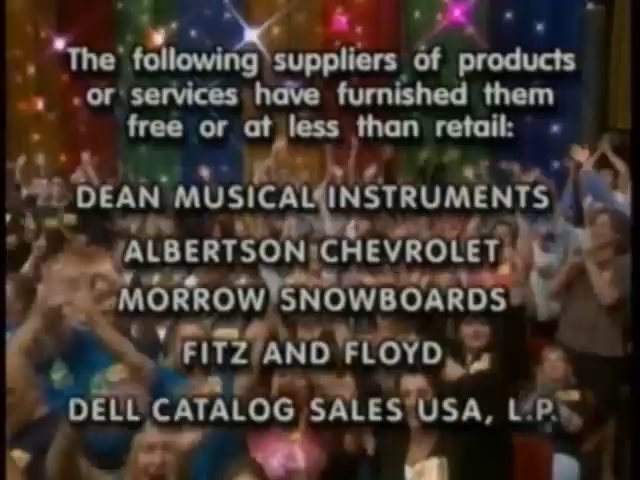 The following suppliers of products
or services have furnished them
free or at less than retail:
DEAN MUSICAL INSTRUMENTS
ALBERTSON CHEVROLET
MORROW SNOWBOARDS
FITZ AND FLOYD
DELL CATALOG SALES USA, L.P.